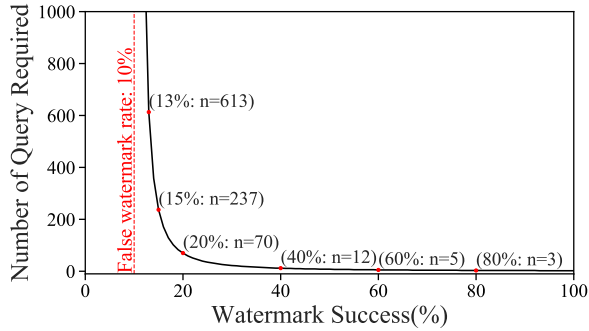 Number of Query Required
1000
800
600
400
200
0
False watermark rate: 10%
(13%: n=613)
(15%: n=237)
(20%: n=70)
(40%: n=12)
(60%: n=5)
(80%: n=3)
0
20
40
60
80
100
Watermark Success(%)